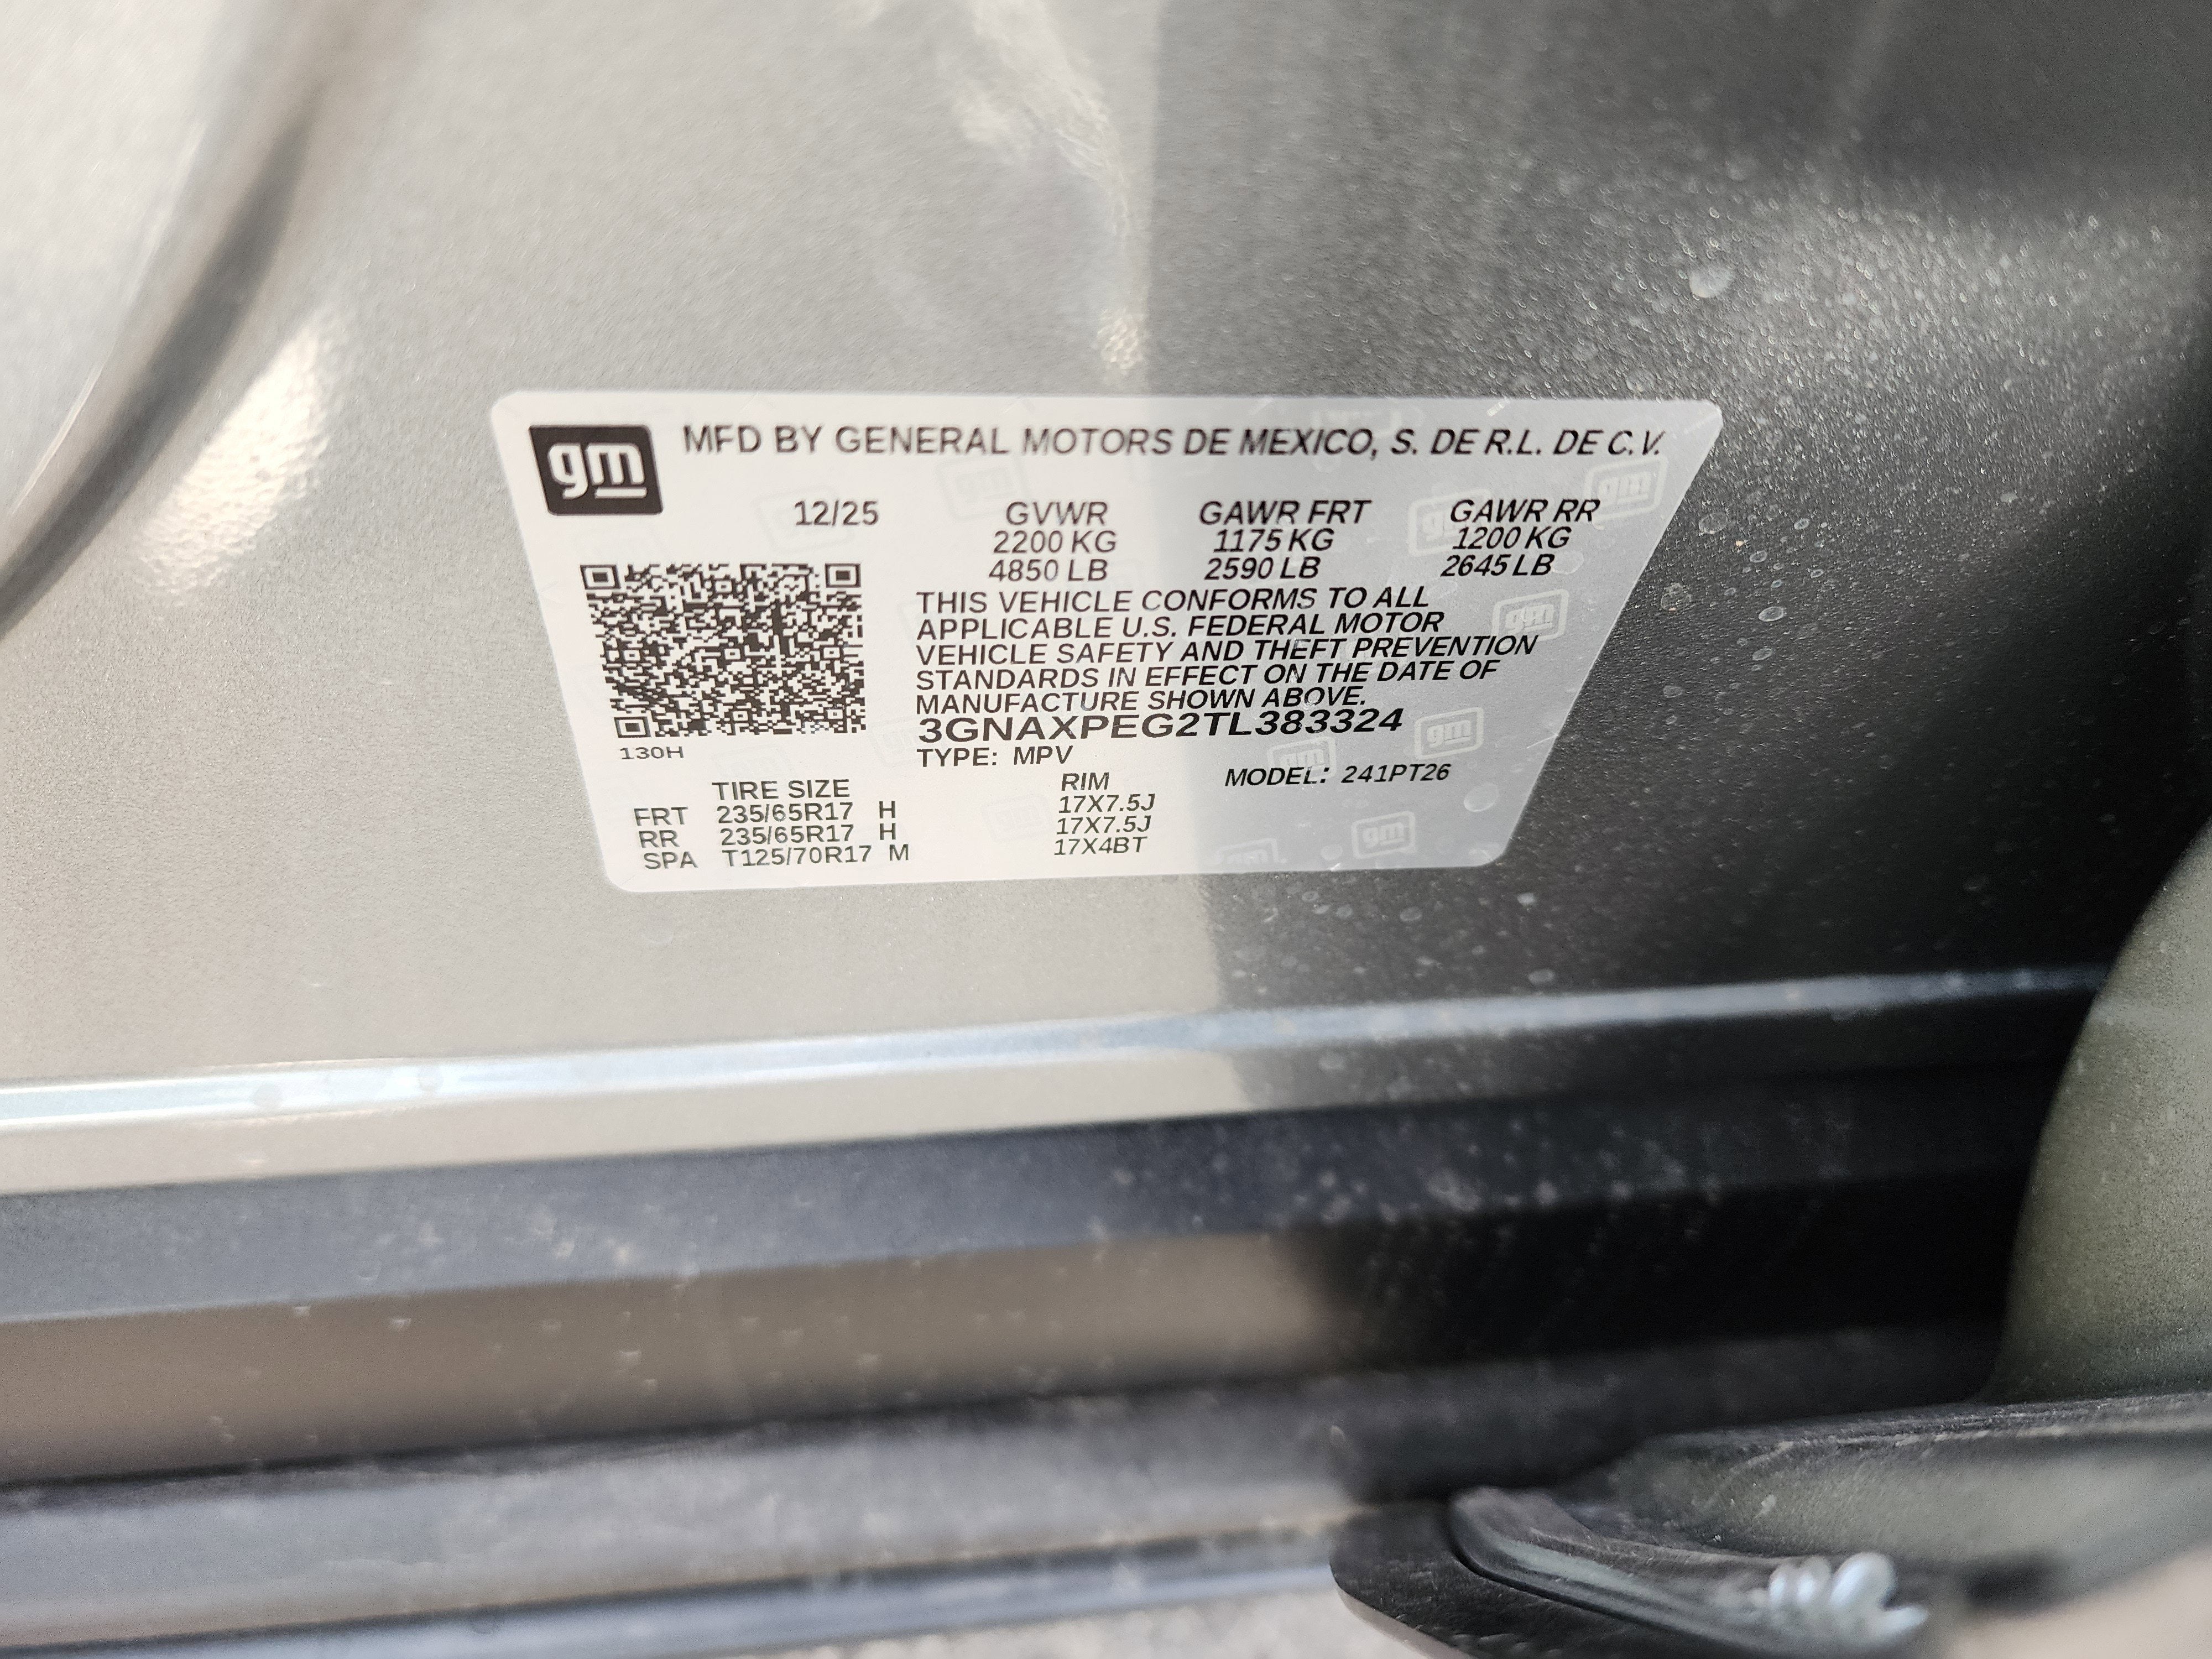 gm
MFD BY GENERAL MOTORS DE MEXICO, S. DE R.L. DE C.V.
12/25 GVWR GAWR FRT GAWR RR
2200 KG 1175 KG 1200 KG
4850 LB 2590 LB 2645 LB
THIS VEHICLE CONFORMS TO ALL
APPLICABLE U.S. FEDERAL MOTOR
VEHICLE SAFETY AND THEFT PREVENTION
STANDARDS IN EFFECT ON THE DATE OF
MANUFACTURE SHOWN ABOVE.
3GNAXPEG2TL383324
130H
TYPE: MPV MODEL: 241PT26
TIRE SIZE RIM
FRT 235/65R17 H 17X7.5J
RR 235/65R17 H 17X7.5J
SPA T125/70R17 M 17X4BT